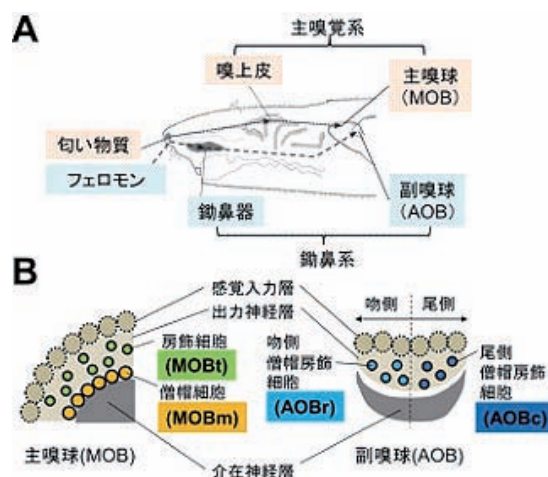 A
主嗅覚系
嗅上皮
主嗅球
(MOB)
匂い物質
フェロモン
鋤鼻器
副嗅球
(AOB)
鋤鼻系
B
感覚入力層
出力神経層
房飾細胞
(MOBt)
僧帽細胞
(MOBm)
主嗅球(MOB)
介在神経層
吻側
尾側
吻側
僧帽房飾
細胞
(AOBr)
尾側
僧帽房飾
細胞
(AOBc)
副嗅球(AOB)